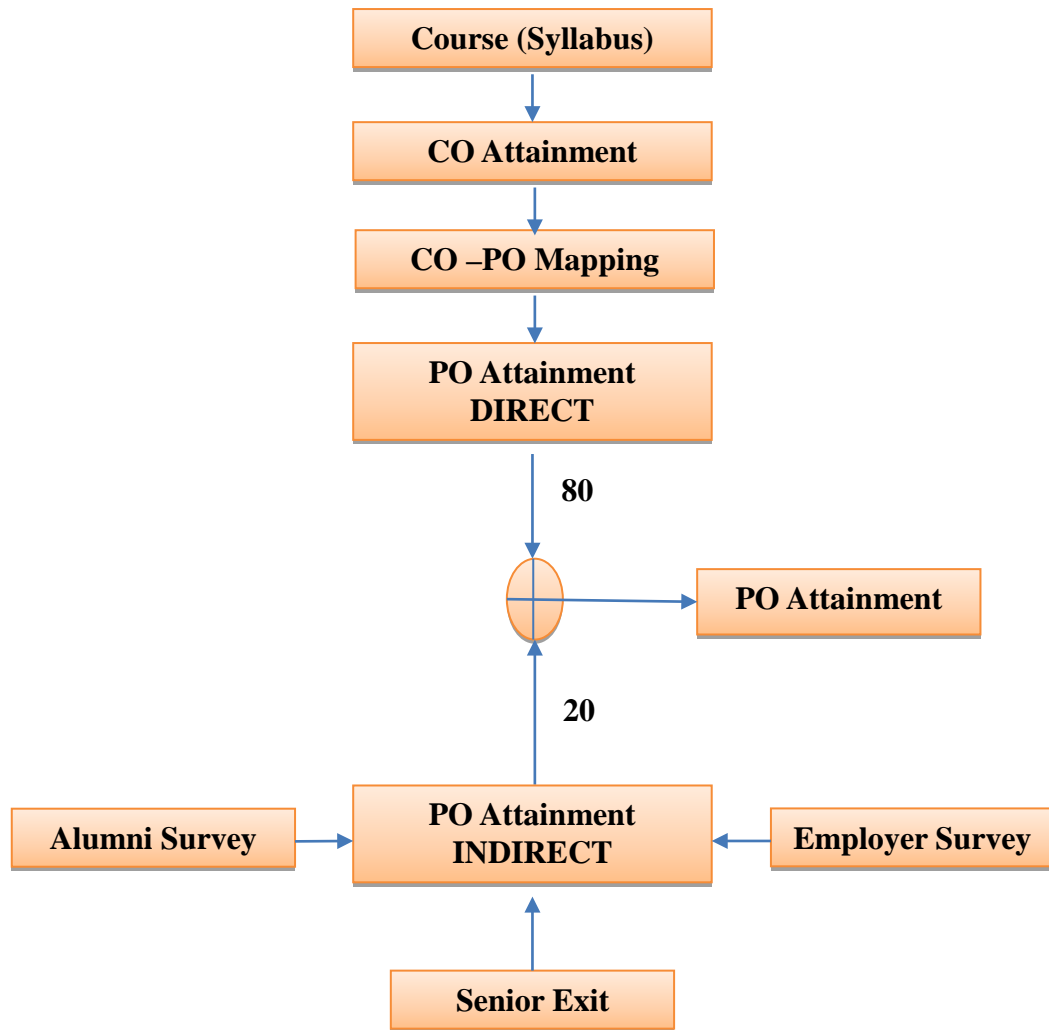 Course (Syllabus)
CO Attainment
CO –PO Mapping
PO Attainment
DIRECT
80
PO Attainment
20
PO Attainment
INDIRECT
Alumni Survey
Employer Survey
Senior Exit